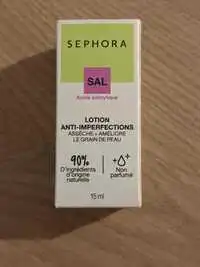 SEPHORA
SAL
Acide salicylique
LOTION
ANTI-IMPERFECTIONS
ASSÈCHE + AMÉLIORE
LE GRAIN DE PEAU
90%
D'ingrédients
d'origine
naturelle
Non
parfumé
15 ml